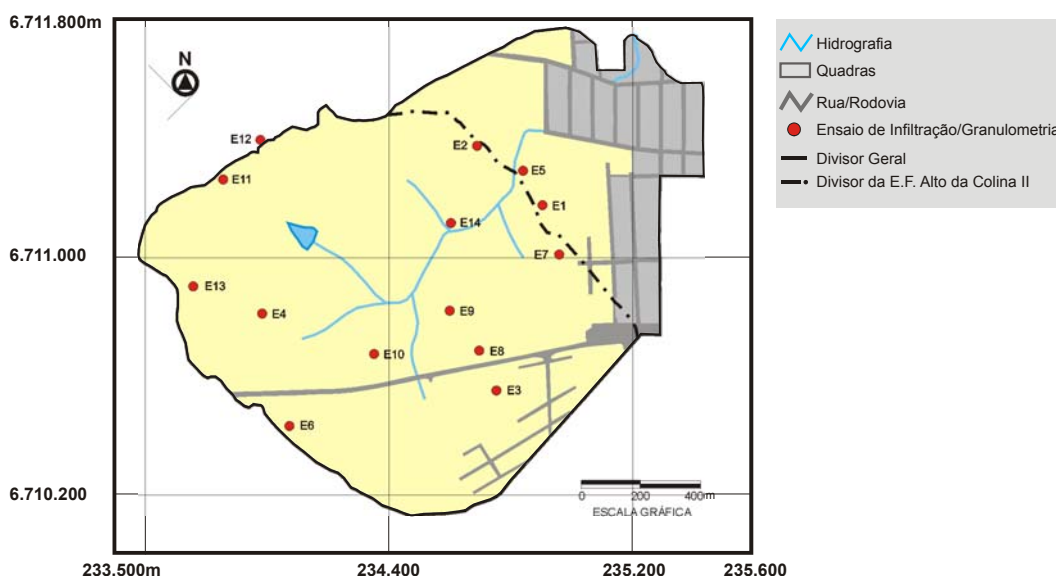 6.711.800m
N
E12
E2
E11
E5
E1
E14
E7
6.711.000
E13
E4
E9
E10
E8
E3
E6
6.710.200
0 200 400m
ESCALA GRÁFICA
233.500m 234.400 235.200 235.600
Hidrografia
Quadras
Rua/Rodovia
Ensaio de Infiltração/Granulometria
Divisor Geral
Divisor da E.F. Alto da Colina II